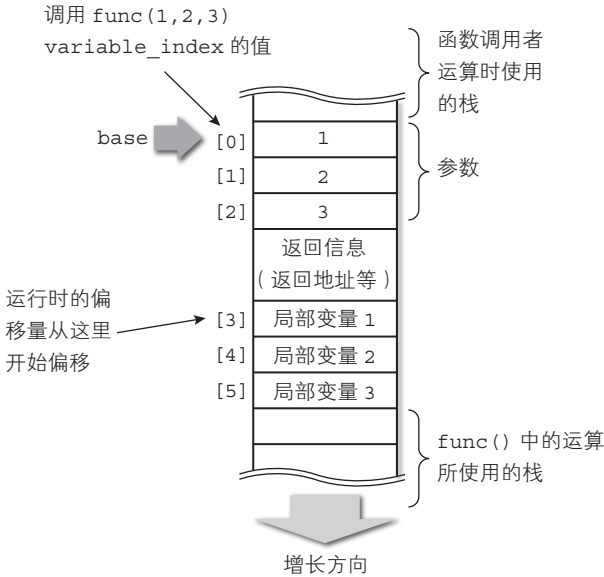 调用 func(1,2,3)
variable_index 的值
函数调用者
运算时使用
的栈
base
[0]
1
[1]
2
[2]
3
参数
返回信息
（返回地址等）
运行时的偏
移量从这里
开始偏移
[3]
局部变量 1
[4]
局部变量 2
[5]
局部变量 3
func() 中的运算
所使用的栈
增长方向